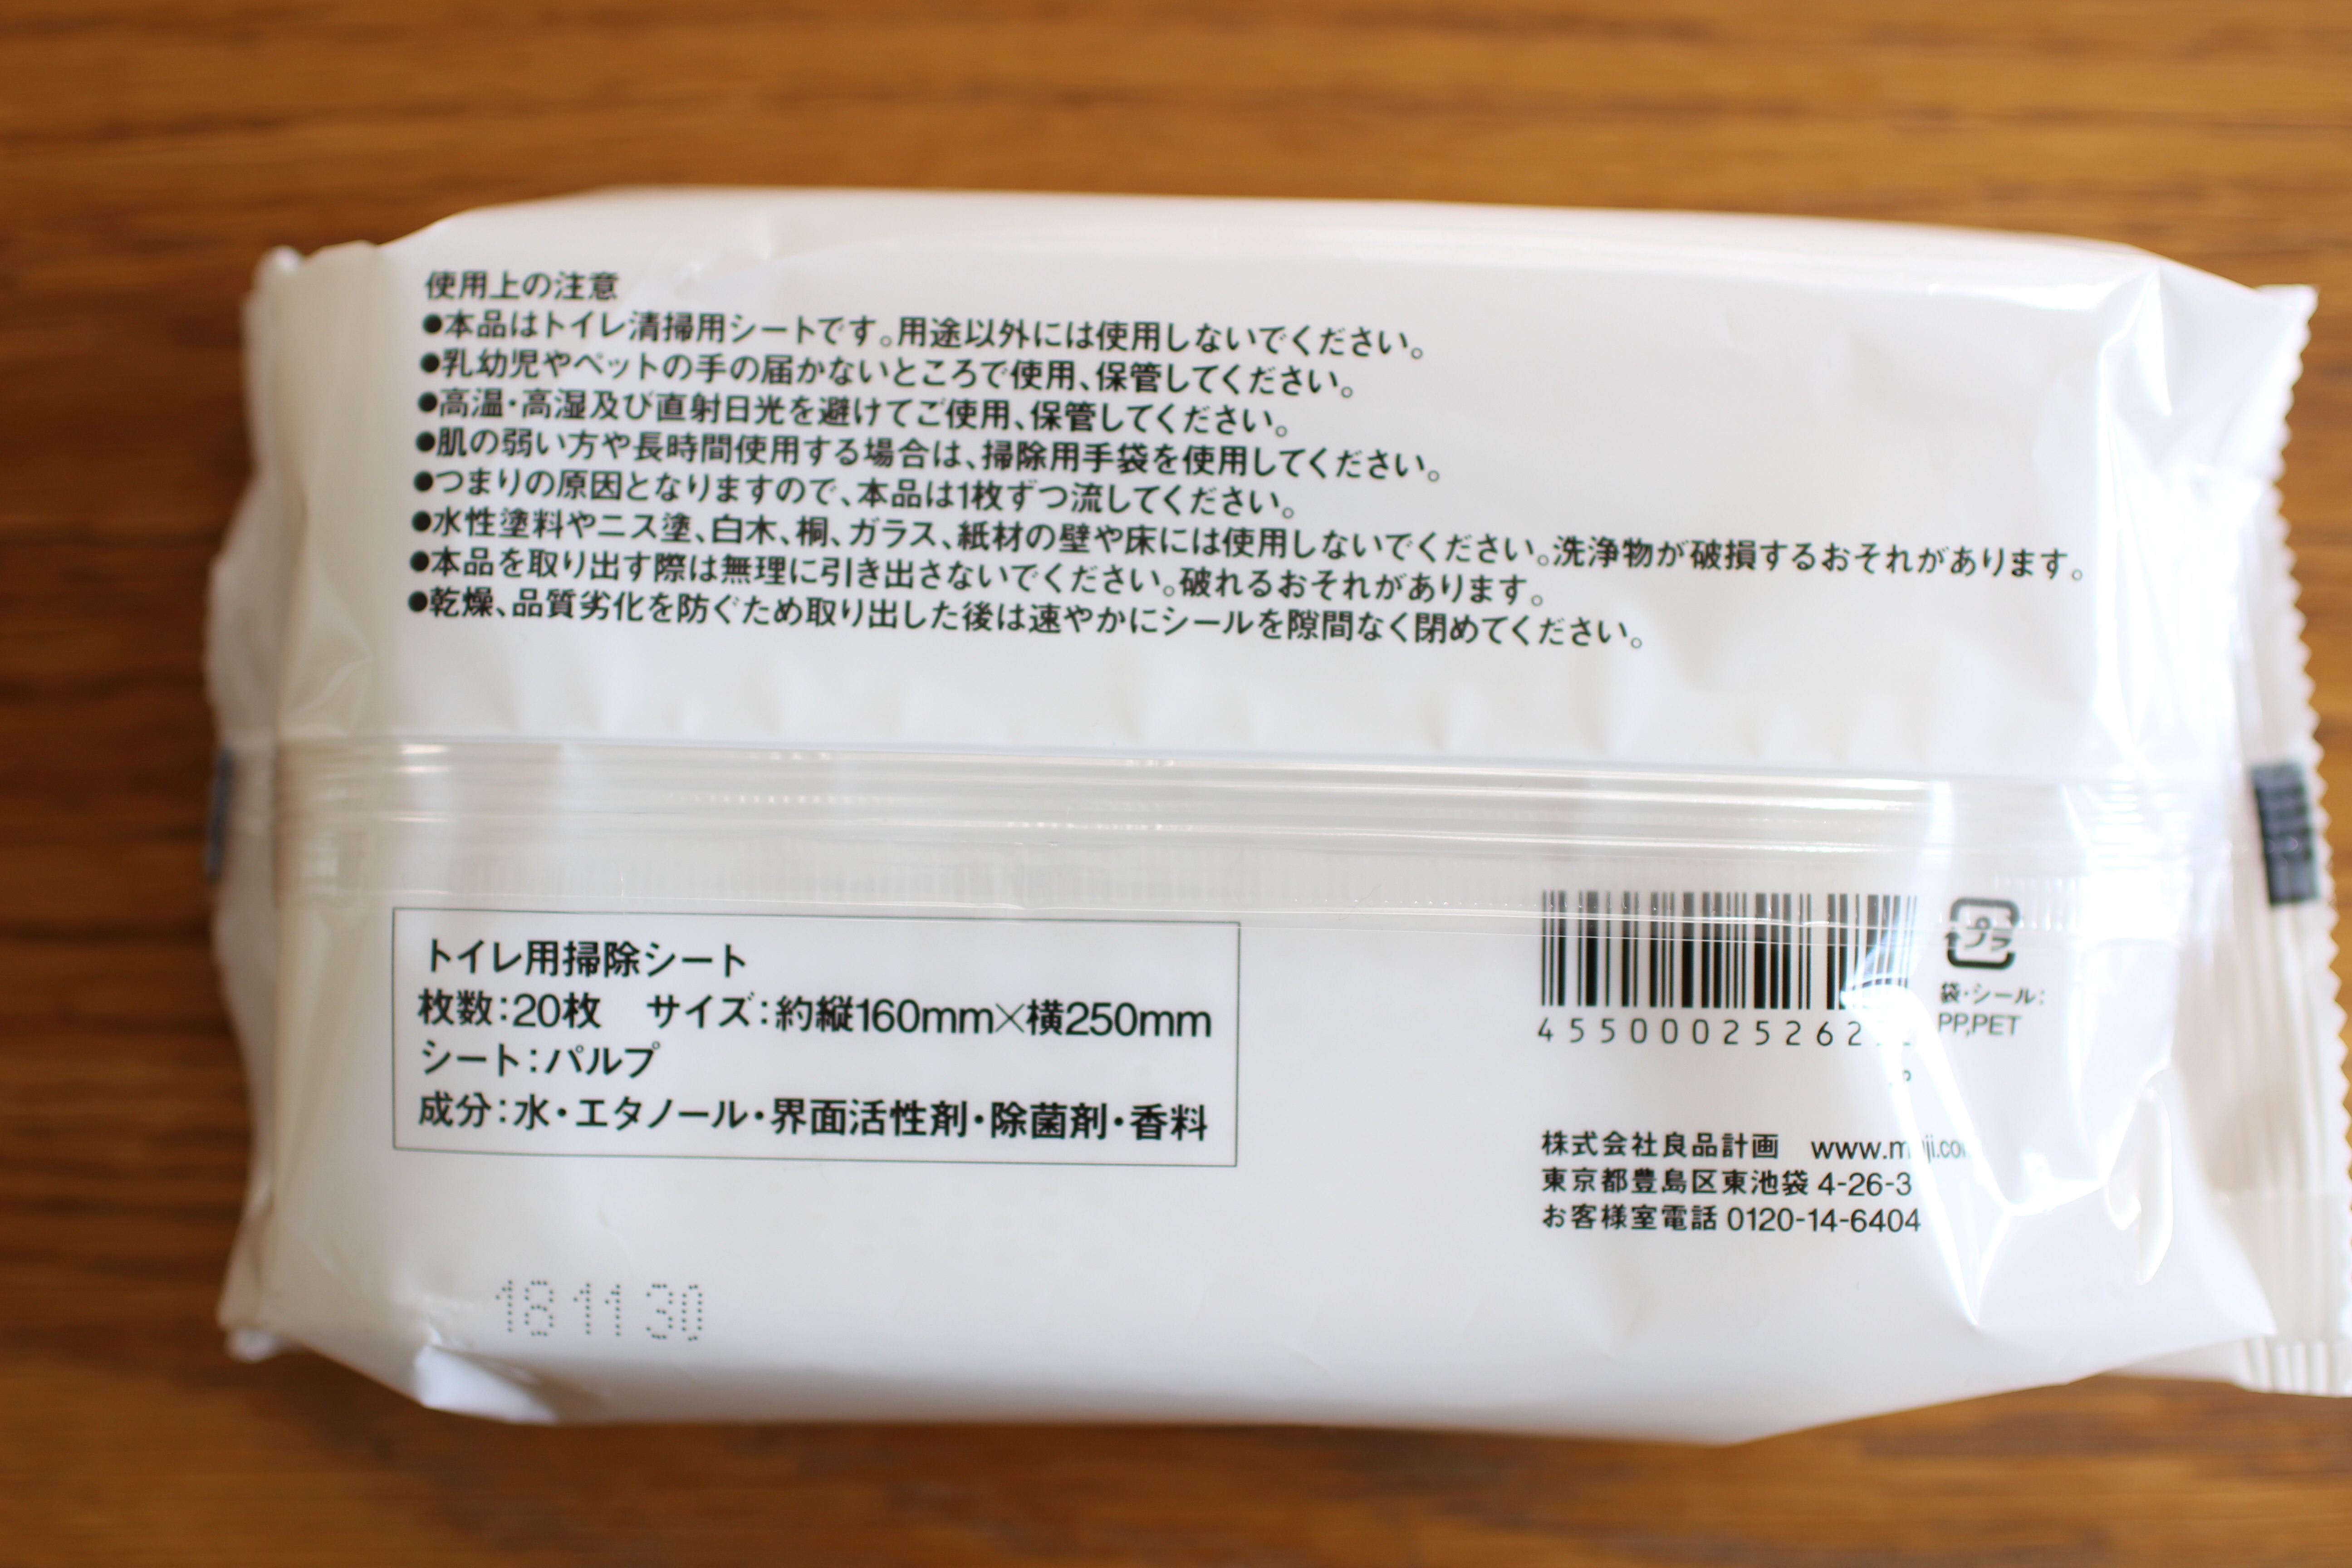 使用上の注意
●本品はトイレ清掃用シートです。用途以外には使用しないでください。
●乳幼児やペットの手の届かないところで使用、保管してください。
●高温・高湿及び直射日光を避けてご使用、保管してください。
●肌の弱い方や長時間使用する場合は、掃除用手袋を使用してください。
●つまりの原因となりますので、本品は1枚ずつ流してください。
●水性塗料やニス塗、白木、桐、ガラス、紙材の壁や床には使用しないでください。洗浄物が破損するおそれがあります。
●本品を取り出す際は無理に引き出さないでください。破れるおそれがあります。
●乾燥、品質劣化を防ぐため取り出した後は速やかにシールを隙間なく閉めてください。
トイレ用掃除シート
枚数：20枚　サイズ：約縦160mm×横250mm
シート：パルプ
成分：水・エタノール・界面活性剤・除菌剤・香料
18 11 30
プラ
袋・シール：
PP,PET
株式会社良品計画
東京都豊島区東池袋 4-26-3
お客様室電話 0120-14-6404